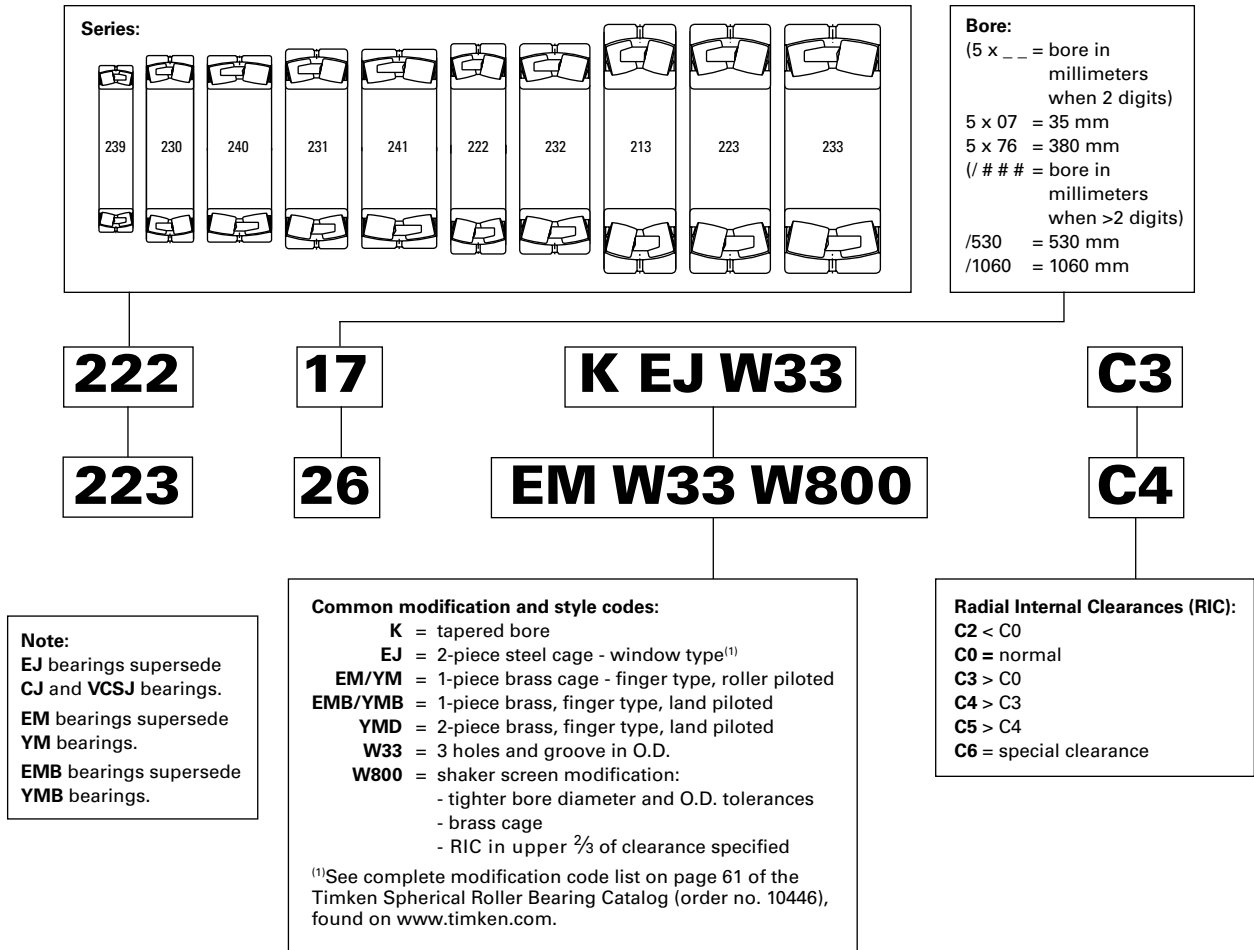 Series:
239
230
240
231
241
222
232
213
223
233
Bore:
(5 x _ _ = bore in
millimeters
when 2 digits)
5 x 07 = 35 mm
5 x 76 = 380 mm
(/ # # # = bore in
millimeters
when >2 digits)
/530 = 530 mm
/1060 = 1060 mm
222
17
K EJ W33
C3
223
26
EM W33 W800
C4
Note:
EJ bearings supersede
CJ and VCSJ bearings.
EM bearings supersede
YM bearings.
EMB bearings supersede
YMB bearings.
Common modification and style codes:
K = tapered bore
EJ = 2-piece steel cage - window type(1)
EM/YM = 1-piece brass cage - finger type, roller piloted
EMB/YMB = 1-piece brass, finger type, land piloted
YMD = 2-piece brass, finger type, land piloted
W33 = 3 holes and groove in O.D.
W800 = shaker screen modification:
- tighter bore diameter and O.D. tolerances
- brass cage
- RIC in upper 2/3 of clearance specified
(1)See complete modification code list on page 61 of the
Timken Spherical Roller Bearing Catalog (order no. 10446),
found on www.timken.com.
Radial Internal Clearances (RIC):
C2 < C0
C0 = normal
C3 > C0
C4 > C3
C5 > C4
C6 = special clearance